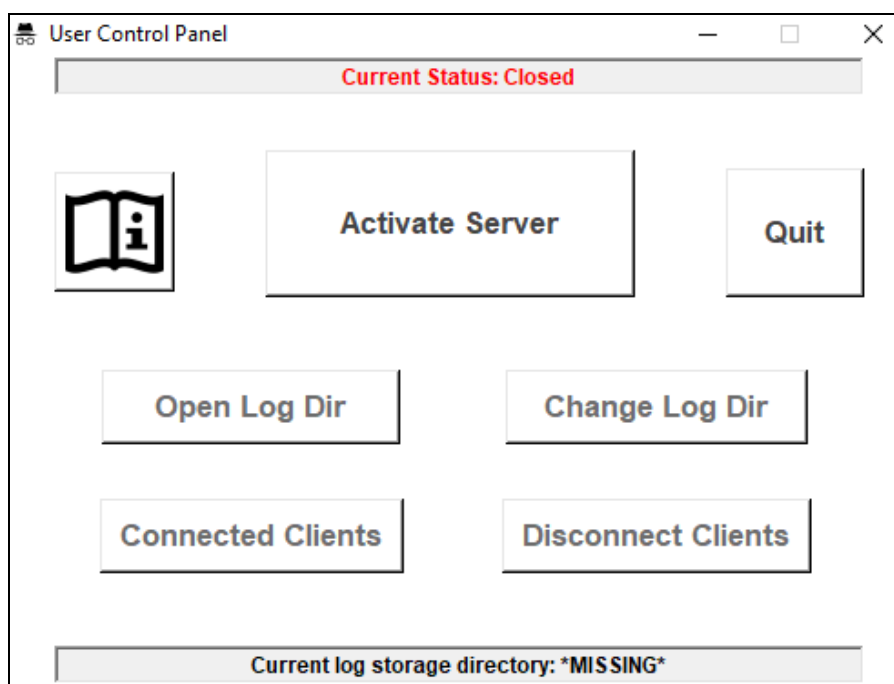 User Control Panel
Current Status: Closed
i
Activate Server
Quit
Open Log Dir
Change Log Dir
Connected Clients
Disconnect Clients
Current log storage directory: *MISSING*